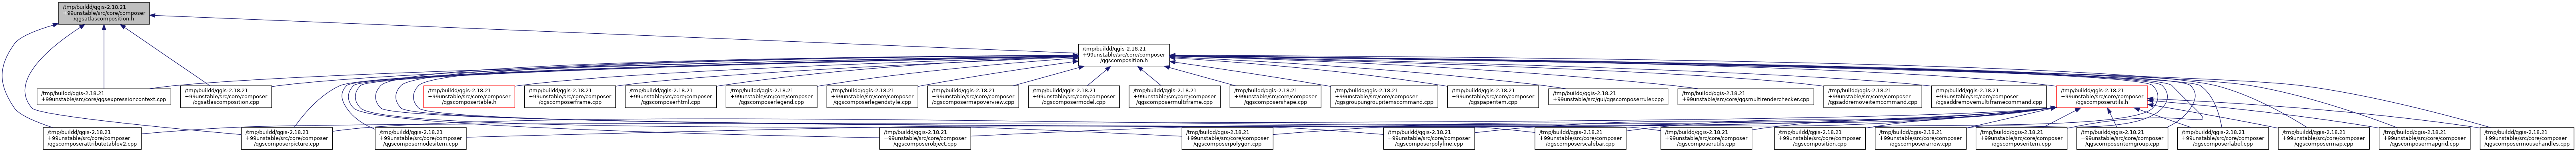 /tmp/buildd/qgis-2.18.21
+99unstable/src/core/composer
/qgsatlascomposition.h
/tmp/buildd/qgis-2.18.21
+99unstable/src/core/composer
/qgscomposition.h
/tmp/buildd/qgis-2.18.21
+99unstable/src/core/qgsexpressioncontext.cpp
/tmp/buildd/qgis-2.18.21
+99unstable/src/core/composer
/qgsatlascomposition.cpp
/tmp/buildd/qgis-2.18.21
+99unstable/src/core/composer
/qgscomposertable.h
/tmp/buildd/qgis-2.18.21
+99unstable/src/core/composer
/qgscomposerframe.cpp
/tmp/buildd/qgis-2.18.21
+99unstable/src/core/composer
/qgscomposerhtml.cpp
/tmp/buildd/qgis-2.18.21
+99unstable/src/core/composer
/qgscomposerlegend.cpp
/tmp/buildd/qgis-2.18.21
+99unstable/src/core/composer
/qgscomposerlegendstyle.cpp
/tmp/buildd/qgis-2.18.21
+99unstable/src/core/composer
/qgscomposermapoverview.cpp
/tmp/buildd/qgis-2.18.21
+99unstable/src/core/composer
/qgscomposermodel.cpp
/tmp/buildd/qgis-2.18.21
+99unstable/src/core/composer
/qgscomposermultiframe.cpp
/tmp/buildd/qgis-2.18.21
+99unstable/src/core/composer
/qgscomposershape.cpp
/tmp/buildd/qgis-2.18.21
+99unstable/src/core/composer
/qgsgroupungroupitemscommand.cpp
/tmp/buildd/qgis-2.18.21
+99unstable/src/core/composer
/qgspaperitem.cpp
/tmp/buildd/qgis-2.18.21
+99unstable/src/gui/qgscomposerruler.cpp
/tmp/buildd/qgis-2.18.21
+99unstable/src/core/qgsmultirenderchecker.cpp
/tmp/buildd/qgis-2.18.21
+99unstable/src/core/composer
/qgsaddremoveitemcommand.cpp
/tmp/buildd/qgis-2.18.21
+99unstable/src/core/composer
/qgsaddremovemultiframecommand.cpp
/tmp/buildd/qgis-2.18.21
+99unstable/src/core/composer
/qgscomposerutils.h
/tmp/buildd/qgis-2.18.21
+99unstable/src/core/composer
/qgscomposerattributetablev2.cpp
/tmp/buildd/qgis-2.18.21
+99unstable/src/core/composer
/qgscomposerpicture.cpp
/tmp/buildd/qgis-2.18.21
+99unstable/src/core/composer
/qgscomposernodesitem.cpp
/tmp/buildd/qgis-2.18.21
+99unstable/src/core/composer
/qgscomposerobject.cpp
/tmp/buildd/qgis-2.18.21
+99unstable/src/core/composer
/qgscomposerpolygon.cpp
/tmp/buildd/qgis-2.18.21
+99unstable/src/core/composer
/qgscomposerpolyline.cpp
/tmp/buildd/qgis-2.18.21
+99unstable/src/core/composer
/qgscomposerscalebar.cpp
/tmp/buildd/qgis-2.18.21
+99unstable/src/core/composer
/qgscomposerutils.cpp
/tmp/buildd/qgis-2.18.21
+99unstable/src/core/composer
/qgscomposition.cpp
/tmp/buildd/qgis-2.18.21
+99unstable/src/core/composer
/qgscomposerarrow.cpp
/tmp/buildd/qgis-2.18.21
+99unstable/src/core/composer
/qgscomposeritem.cpp
/tmp/buildd/qgis-2.18.21
+99unstable/src/core/composer
/qgscomposeritemgroup.cpp
/tmp/buildd/qgis-2.18.21
+99unstable/src/core/composer
/qgscomposerlabel.cpp
/tmp/buildd/qgis-2.18.21
+99unstable/src/core/composer
/qgscomposermap.cpp
/tmp/buildd/qgis-2.18.21
+99unstable/src/core/composer
/qgscomposermapgrid.cpp
/tmp/buildd/qgis-2.18.21
+99unstable/src/core/composer
/qgscomposermousehandles.cpp